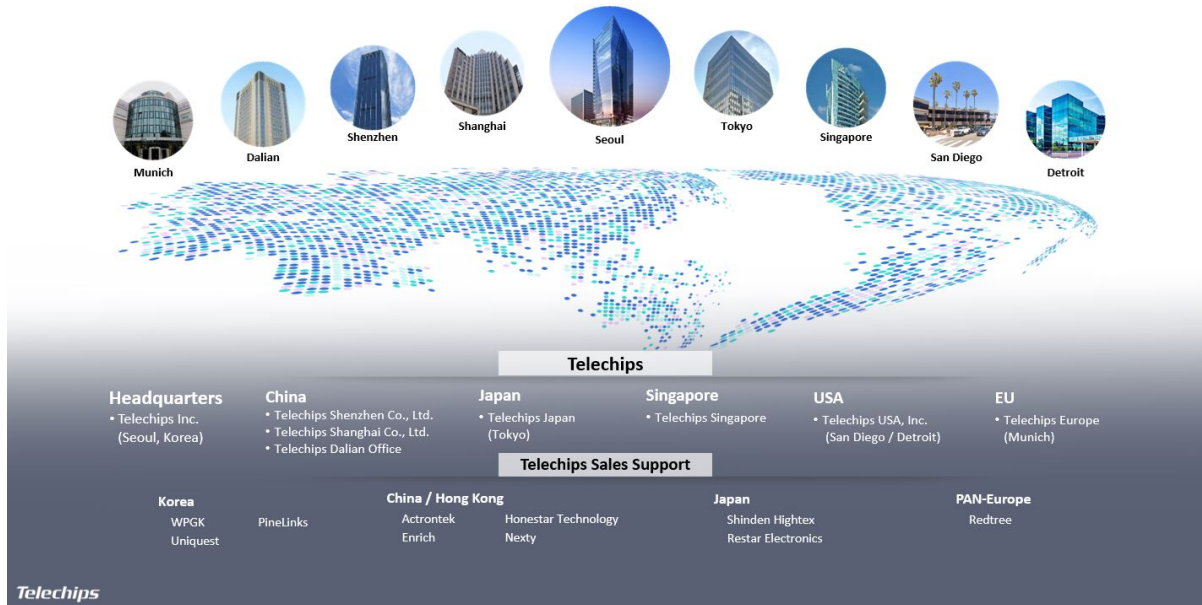 Munich
Dalian
Shenzhen
Shanghai
Seoul
Tokyo
Singapore
San Diego
Detroit
Telechips
Headquarters
• Telechips Inc.
(Seoul, Korea)
China
• Telechips Shenzhen Co., Ltd.
• Telechips Shanghai Co., Ltd.
• Telechips Dalian Office
Japan
• Telechips Japan
(Tokyo)
Singapore
• Telechips Singapore
USA
• Telechips USA, Inc.
(San Diego / Detroit)
EU
• Telechips Europe
(Munich)
Telechips Sales Support
Korea
WPGK PineLinks
Uniquest
China / Hong Kong
Actrontek Honestar Technology
Enrich Nexty
Japan
Shinden Hightex
Restar Electronics
PAN-Europe
Redtree
Telechips